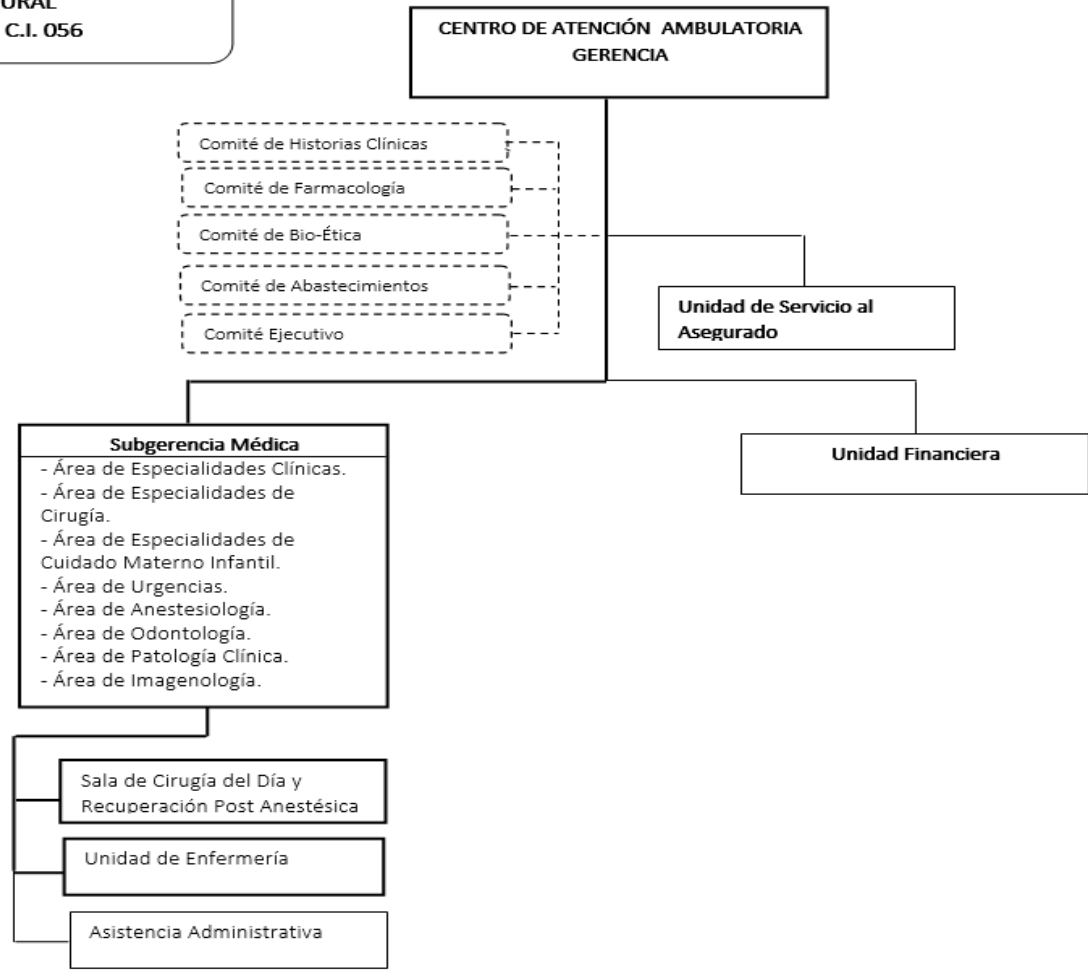 C.I. 056
CENTRO DE ATENCIÓN AMBULATORIA
GERENCIA
Comité de Historias Clínicas
Comité de Farmacología
Comité de Bio-Ética
Comité de Abastecimientos
Comité Ejecutivo
Unidad de Servicio al
Asegurado
Subgerencia Médica
- Área de Especialidades Clínicas.
- Área de Especialidades de
Cirugía.
- Área de Especialidades de
Cuidado Materno Infantil.
- Área de Urgencias.
- Área de Anestesiología.
- Área de Odontología.
- Área de Patología Clínica.
- Área de Imagenología.
Unidad Financiera
Sala de Cirugía del Día y
Recuperación Post Anestésica
Unidad de Enfermería
Asistencia Administrativa